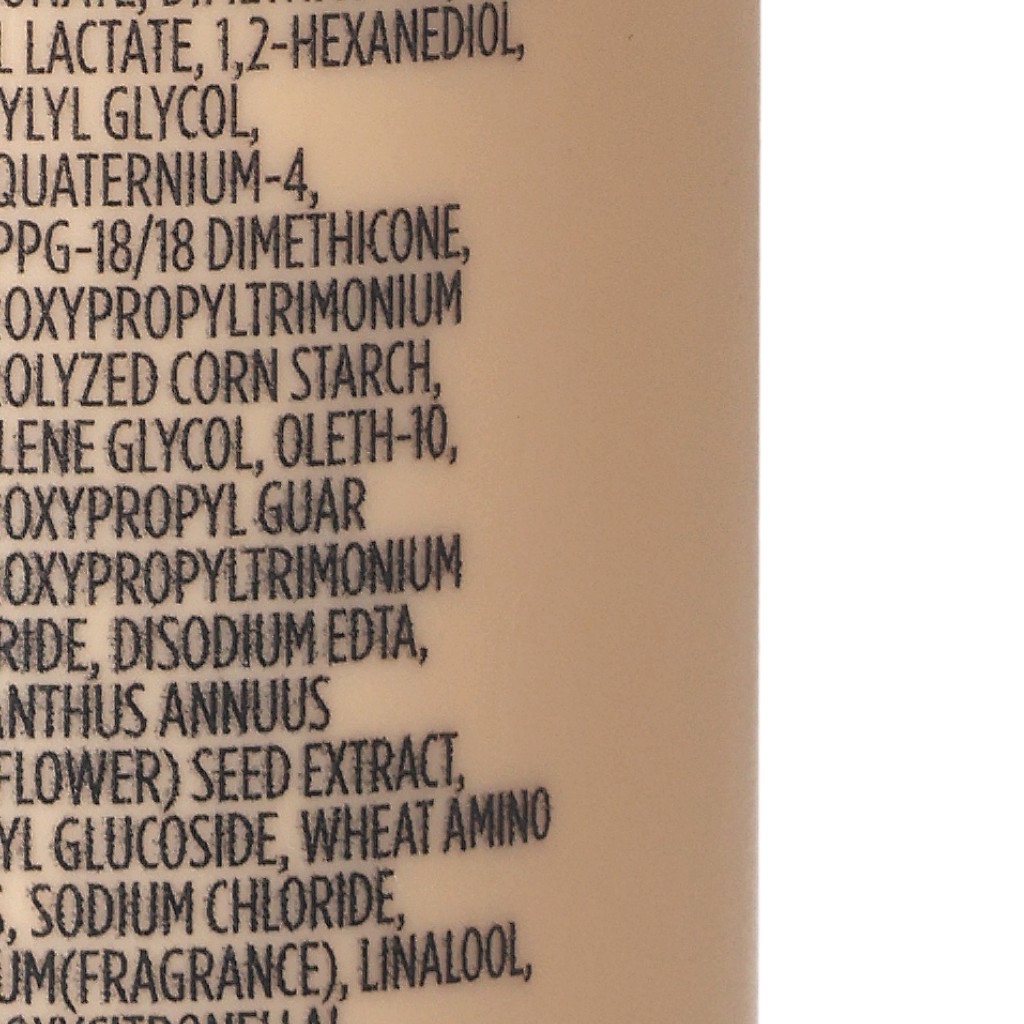 L LACTATE, 1,2-HEXANEDIOL,
YLYL GLYCOL,
QUATERNIUM-4,
PPG-18/18 DIMETHICONE,
OXYPROPYLTRIMONIUM
OLYZED CORN STARCH,
LENE GLYCOL, OLETH-10,
OXYPROPYL GUAR
OXYPROPYLTRIMONIUM
RIDE, DISODIUM EDTA,
ANTHUS ANNUUS
FLOWER) SEED EXTRACT,
YL GLUCOSIDE, WHEAT AMINO
S, SODIUM CHLORIDE,
UM(FRAGRANCE), LINALOOL,